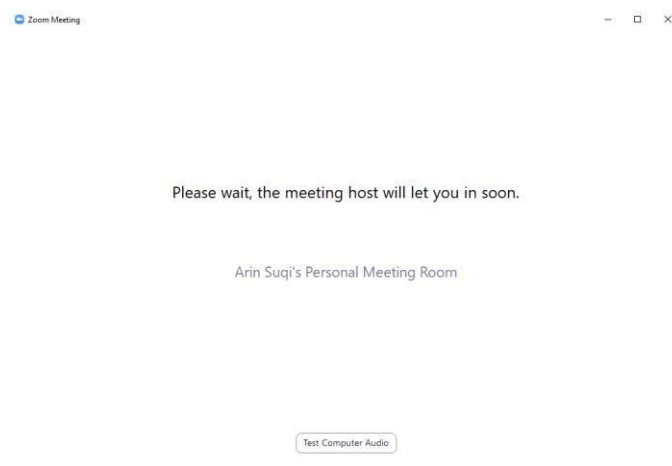 Zoom Meeting
Please wait, the meeting host will let you in soon.
Arin Suqi's Personal Meeting Room
Test Computer Audio